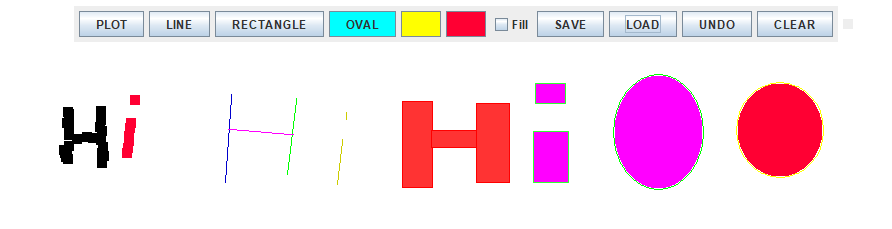 PLOT LINE RECTANGLE OVAL Fill SAVE LOAD UNDO CLEAR
Hi Hi Hi